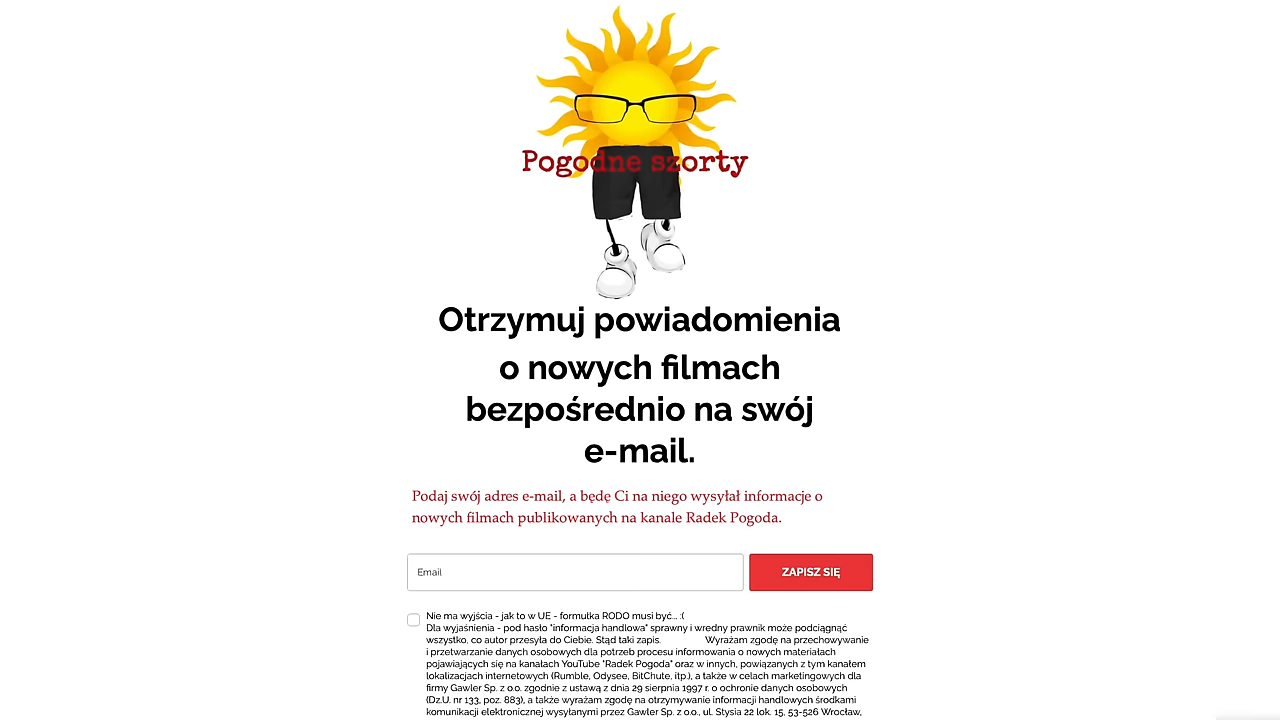 Pogodne szorty
Otrzymuj powiadomienia
o nowych filmach
bezpośrednio na swój
e-mail.
Podaj swój adres e-mail, a będę Ci na niego wysyłał informacje o
nowych filmach publikowanych na kanale Radek Pogoda.
Email
ZAPISZ SIĘ
Nie ma wyjścia - jak to w UE - formułka RODO musi być... :(
Dla wyjaśnienia - pod hasło "informacja handlowa" sprawny i wredny prawnik może podciągnąć
wszystko, co autor przesyła do Ciebie. Stąd taki zapis. Wyrażam zgodę na przechowywanie
i przetwarzanie danych osobowych dla potrzeb procesu informowania o nowych materiałach
pojawiających się na kanałach YouTube "Radek Pogoda" oraz w innych, powiązanych z tym kanałem
lokalizacjach internetowych (Rumble, Odysee, BitChute, itp.), a także w celach marketingowych dla
firmy Gawler Sp. z o.o. zgodnie z ustawą z dnia 29 sierpnia 1997 r. o ochronie danych osobowych
(Dz.U. nr 133, poz. 883), a także wyrażam zgodę na otrzymywanie informacji handlowych środkami
komunikacji elektronicznej wysyłanymi przez Gawler Sp. z o.o., ul. Stysia 22 lok. 15, 53-526 Wrocław,